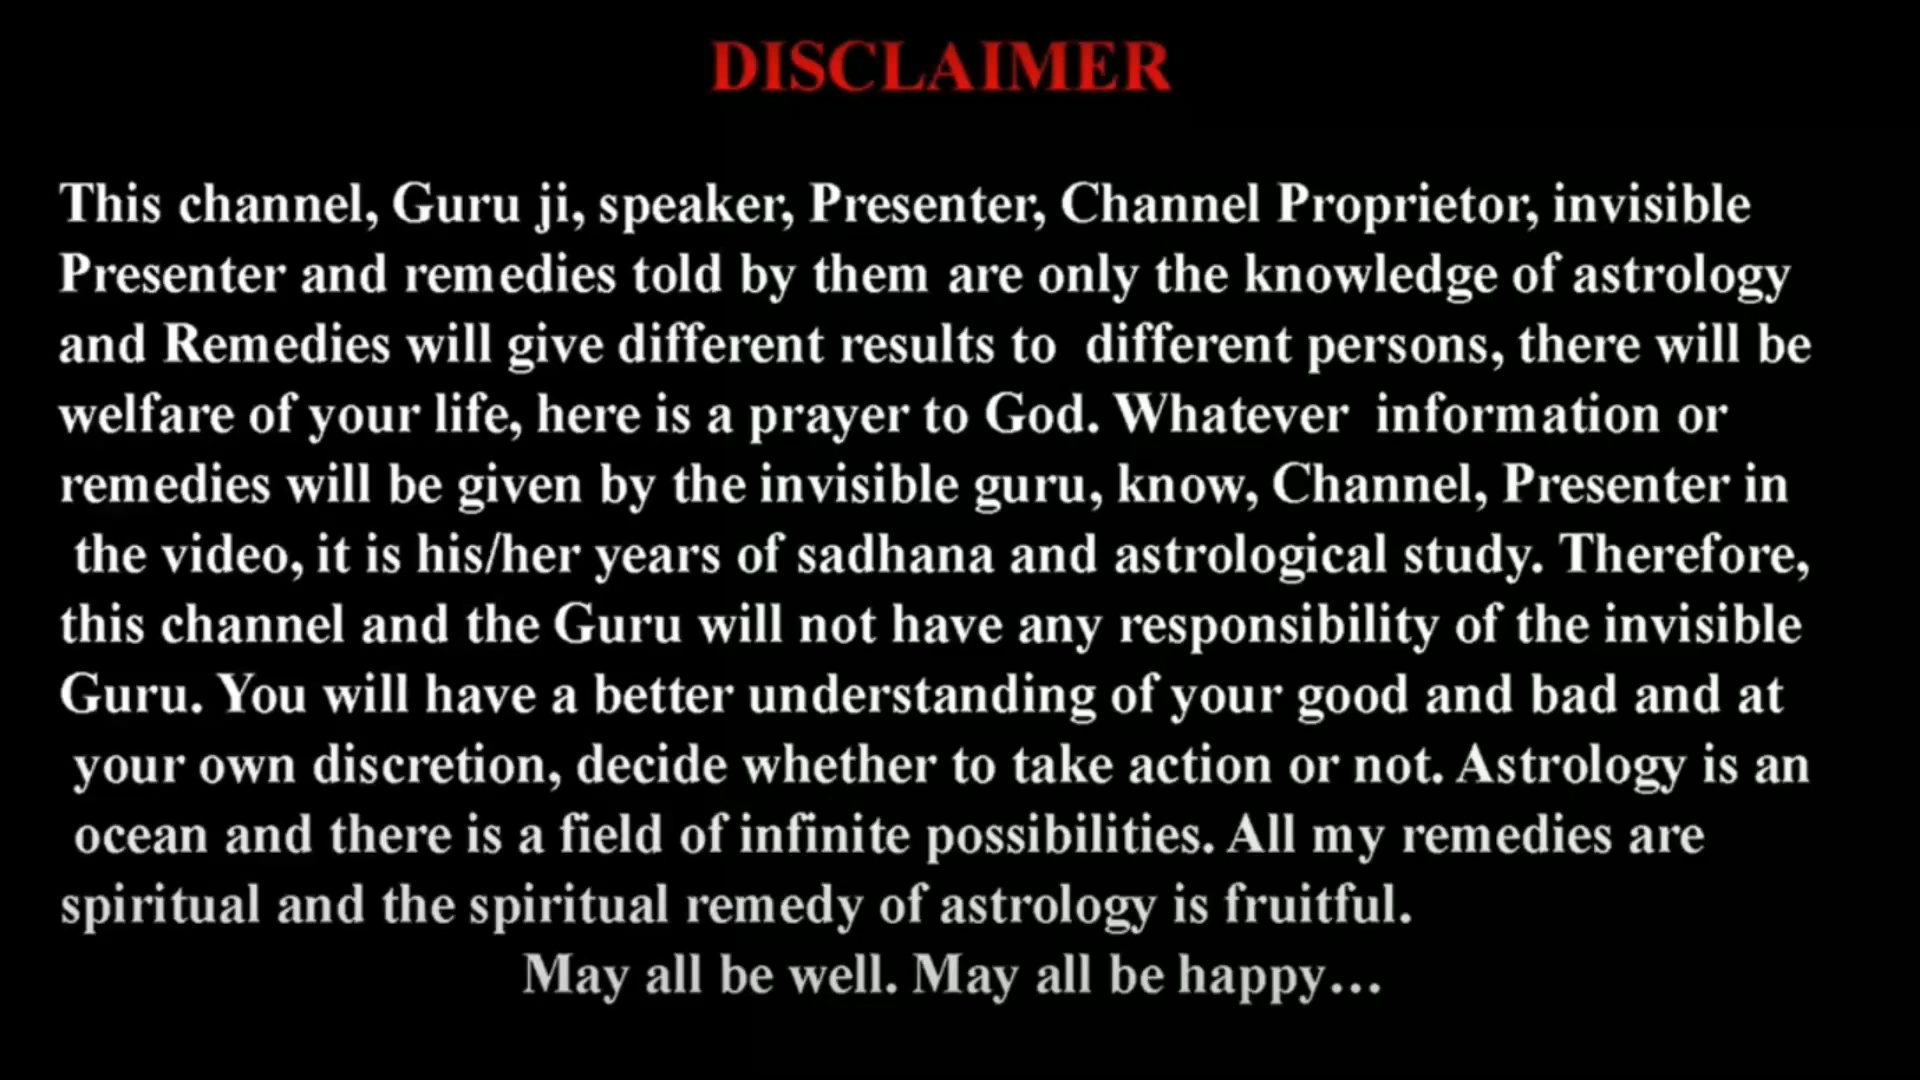 DISCLAIMER
This channel, Guru ji, speaker, Presenter, Channel Proprietor, invisible
Presenter and remedies told by them are only the knowledge of astrology
and Remedies will give different results to different persons, there will be
welfare of your life, here is a prayer to God. Whatever information or
remedies will be given by the invisible guru, know, Channel, Presenter in
the video, it is his/her years of sadhana and astrological study. Therefore,
this channel and the Guru will not have any responsibility of the invisible
Guru. You will have a better understanding of your good and bad and at
your own discretion, decide whether to take action or not. Astrology is an
ocean and there is a field of infinite possibilities. All my remedies are
spiritual and the spiritual remedy of astrology is fruitful.
May all be well. May all be happy...